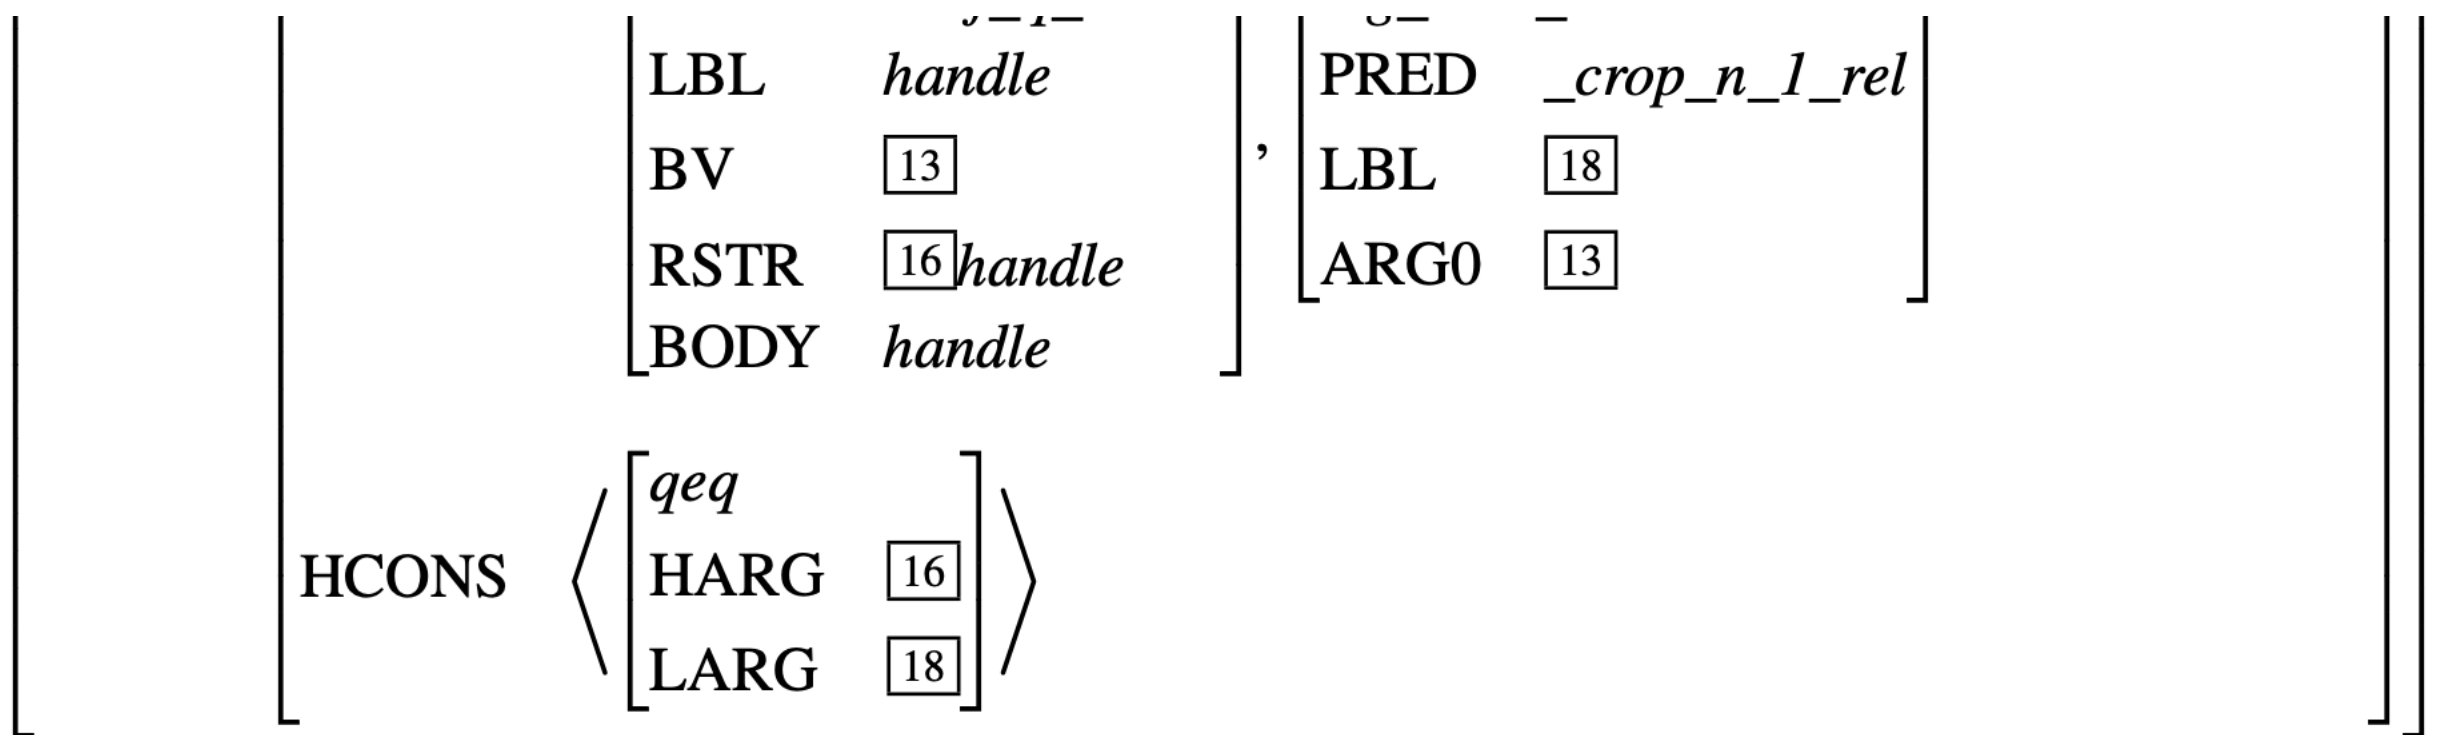 LBL handle
BV 13
RSTR 16 handle
BODY handle
,
PRED _crop_n_1_rel
LBL 18
ARG0 13
HCONS
qeq
HARG 16
LARG 18